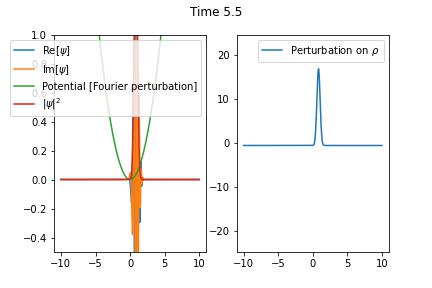 Time 5.5
Re[ψ]
Im[ψ]
Potential [Fourier perturbation]
|ψ|²
1.0
0.8
0.6
0.4
0.2
0.0
−0.2
−0.4
−10 −5 0 5 10
Perturbation on ρ
20
10
0
−10
−20
−10 −5 0 5 10